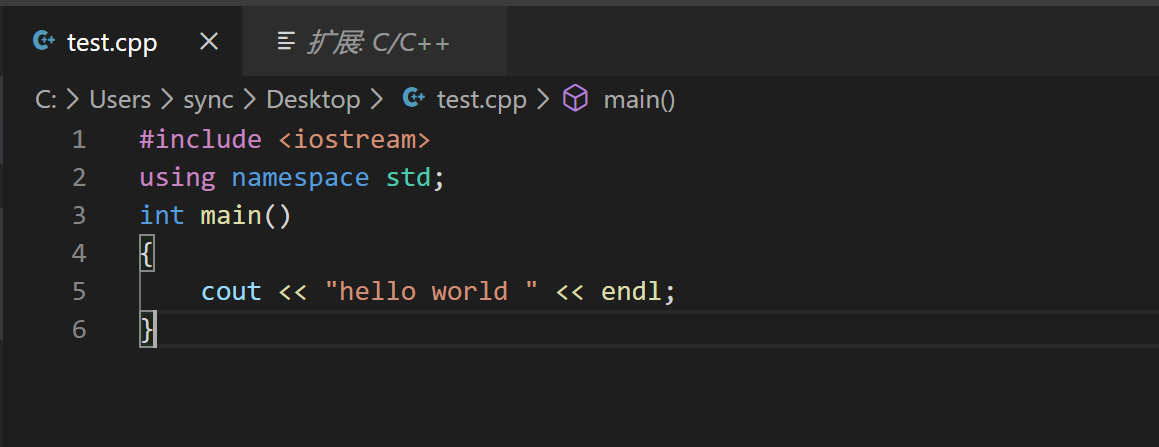 test.cpp × 扩展: C/C++
C: > Users > sync > Desktop > test.cpp > main()
1 #include <iostream>
2 using namespace std;
3 int main()
4 {
5     cout << "hello world " << endl;
6 }